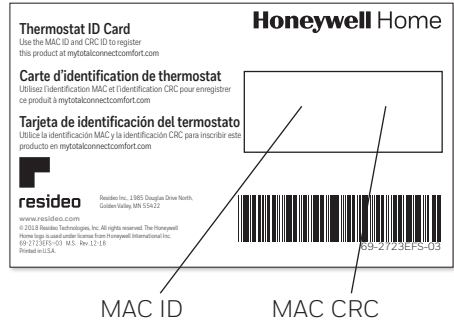 Thermostat ID Card
Use the MAC ID and CRC ID to register
this product at mytotalconnectcomfort.com
Honeywell Home
Carte d'identification de thermostat
Utilisez l'identification MAC et l'identification CRC pour enregistrer
ce produit à mytotalconnectcomfort.com
Tarjeta de identificación del termostato
Utilice la identificación MAC y la identificación CRC para inscribir este
producto en mytotalconnectcomfort.com
resideo
Resideo Inc., 1985 Douglas Drive North,
Golden Valley, MN 55422
www.resideo.com
© 2018 Resideo Technologies, Inc. All rights reserved. The Honeywell
Home logo is used under license from Honeywell International Inc.
69-2723EFS-03 M.S. Rev. 12-18
Printed in U.S.A.
69-2723EFS-03
MAC ID
MAC CRC